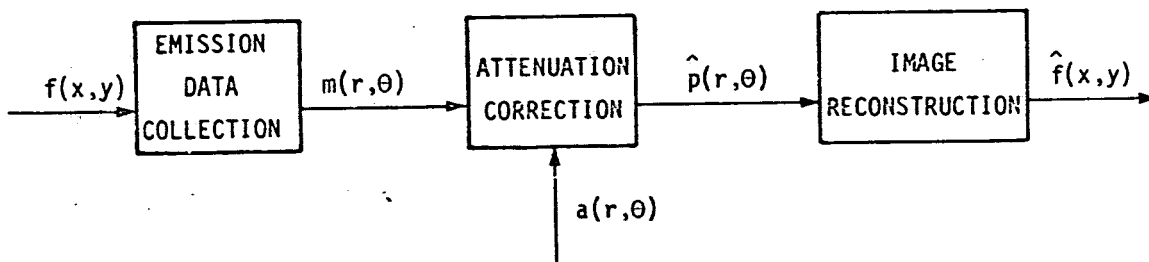 f(x,y)
EMISSION
DATA
COLLECTION
m(r,θ)
ATTENUATION
CORRECTION
a(r,θ)
p̂(r,θ)
IMAGE
RECONSTRUCTION
f̂(x,y)